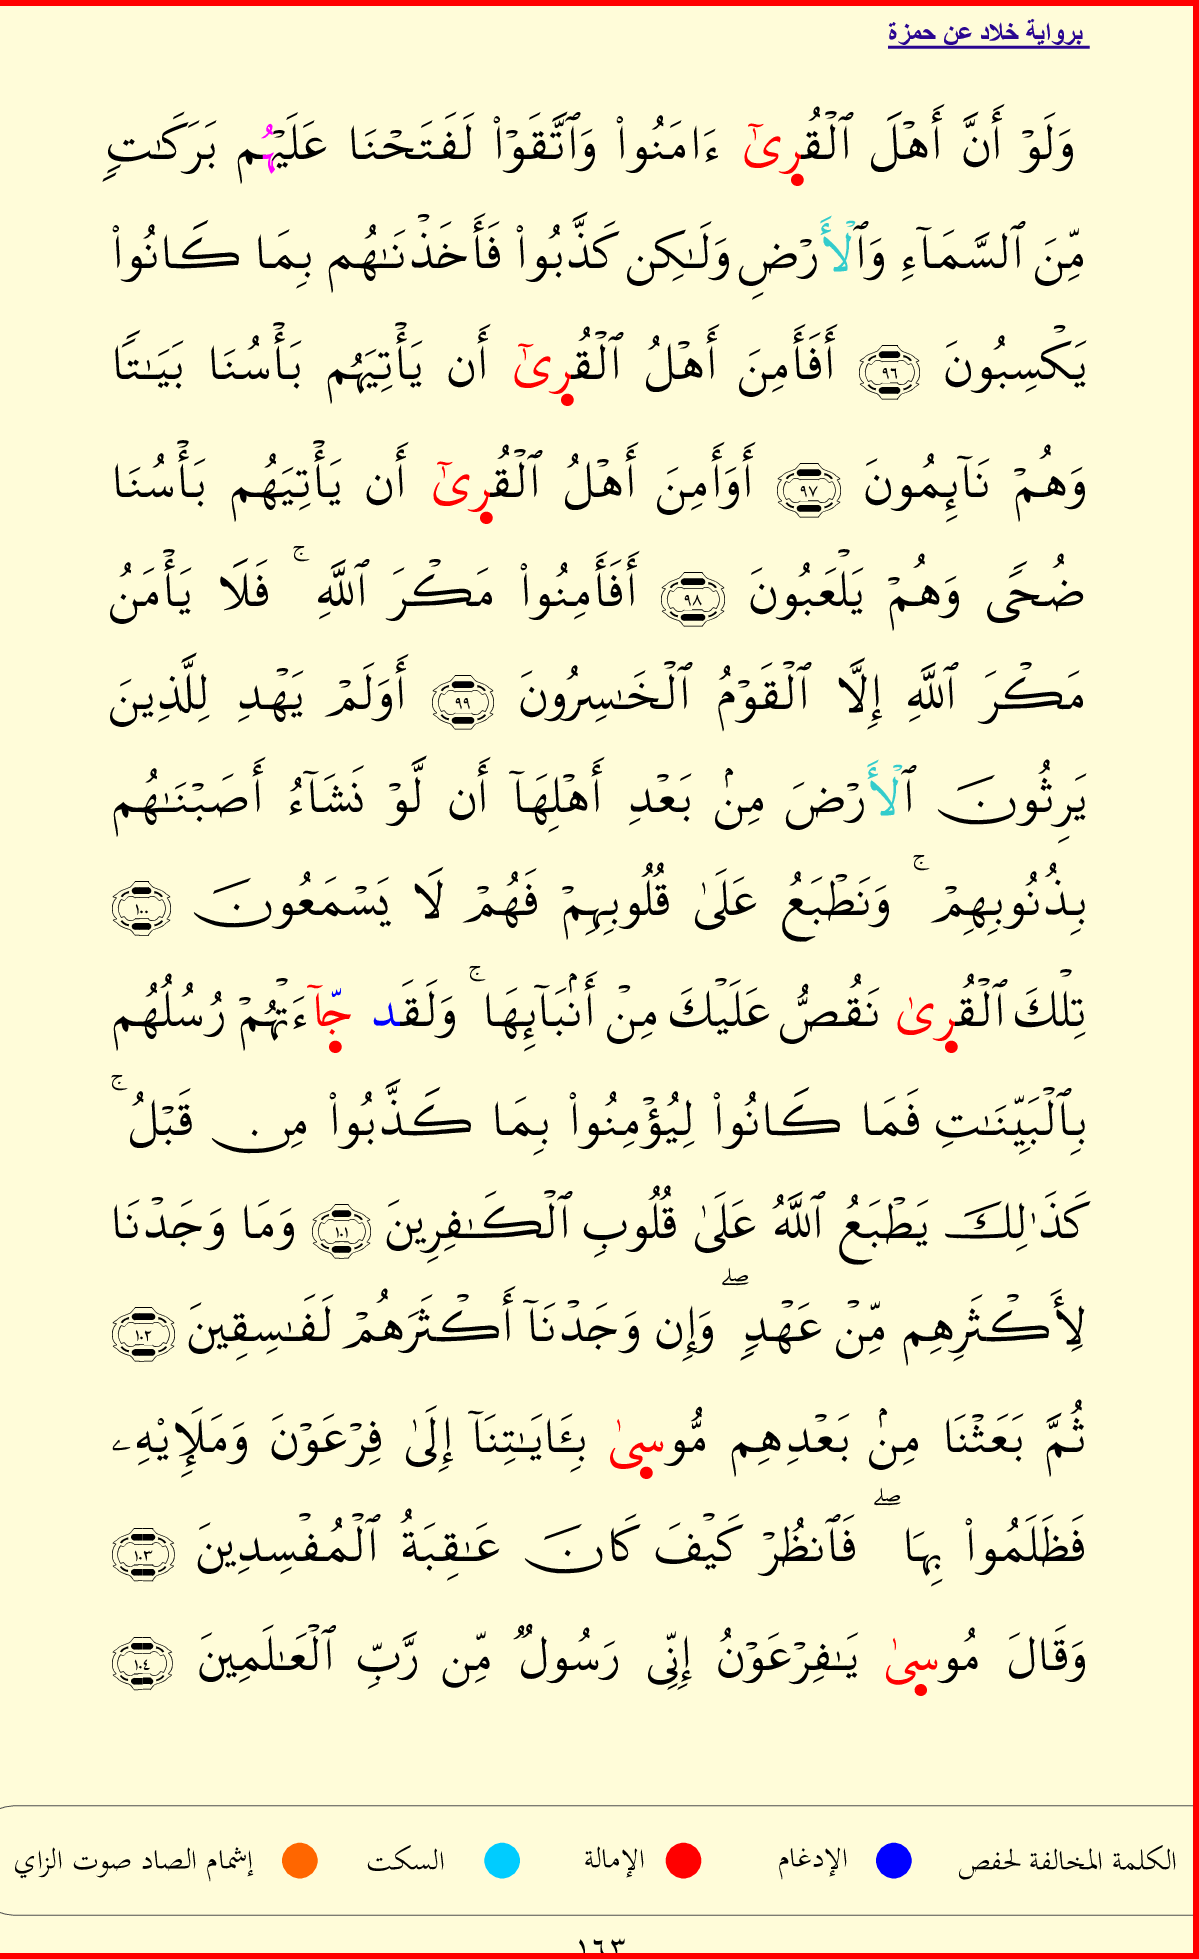 برواية خلاد عن حمزة
وَلَوۡ أَنَّ أَهۡلَ ٱلۡقُرِىٰٓ ءَامَنُواْ وَٱتَّقَوۡاْ لَفَتَحۡنَا عَلَيۡهُم بَرَكَٰتٖ
مِّنَ ٱلسَّمَآءِ وَٱلۡأَرۡضِ وَلَٰكِن كَذَّبُواْ فَأَخَذۡنَٰهُم بِمَا كَانُواْ
يَكۡسِبُونَ ٩٦ أَفَأَمِنَ أَهۡلُ ٱلۡقُرِىٰٓ أَن يَأۡتِيَهُم بَأۡسُنَا بَيَٰتٗا
وَهُمۡ نَآئِمُونَ ٩٧ أَوَأَمِنَ أَهۡلُ ٱلۡقُرِىٰٓ أَن يَأۡتِيَهُم بَأۡسُنَا
ضُحٗى وَهُمۡ يَلۡعَبُونَ ٩٨ أَفَأَمِنُواْ مَكۡرَ ٱللَّهِۚ فَلَا يَأۡمَنُ
مَكۡرَ ٱللَّهِ إِلَّا ٱلۡقَوۡمُ ٱلۡخَٰسِرُونَ ٩٩ أَوَلَمۡ يَهۡدِ لِلَّذِينَ
يَرِثُونَ ٱلۡأَرۡضَ مِنۢ بَعۡدِ أَهۡلِهَآ أَن لَّوۡ نَشَآءُ أَصَبۡنَٰهُم
بِذُنُوبِهِمۡۚ وَنَطۡبَعُ عَلَىٰ قُلُوبِهِمۡ فَهُمۡ لَا يَسۡمَعُونَ ١٠٠
تِلۡكَ ٱلۡقُرِىٰ نَقُصُّ عَلَيۡكَ مِنۡ أَنۢبَآئِهَاۚ وَلَقَد جِّآءَتۡهُمۡ رُسُلُهُم
بِٱلۡبَيِّنَٰتِ فَمَا كَانُواْ لِيُؤۡمِنُواْ بِمَا كَذَّبُواْ مِن قَبۡلُۚ
كَذَٰلِكَ يَطۡبَعُ ٱللَّهُ عَلَىٰ قُلُوبِ ٱلۡكَٰفِرِينَ ١٠١ وَمَا وَجَدۡنَا
لِأَكۡثَرِهِم مِّنۡ عَهۡدٖۖ وَإِن وَجَدۡنَآ أَكۡثَرَهُمۡ لَفَٰسِقِينَ ١٠٢
ثُمَّ بَعَثۡنَا مِنۢ بَعۡدِهِم مُّوسِىٰ بِـَٔايَٰتِنَآ إِلَىٰ فِرۡعَوۡنَ وَمَلَإِيْهِۦ
فَظَلَمُواْ بِهَاۖ فَٱنظُرۡ كَيۡفَ كَانَ عَٰقِبَةُ ٱلۡمُفۡسِدِينَ ١٠٣
وَقَالَ مُوسِىٰ يَٰفِرۡعَوۡنُ إِنِّي رَسُولٞ مِّن رَّبِّ ٱلۡعَٰلَمِينَ ١٠٤
الكلمة المخالفة لحفص الإدغام الإمالة السكت إشمام الصاد صوت الزاي
١٦٣